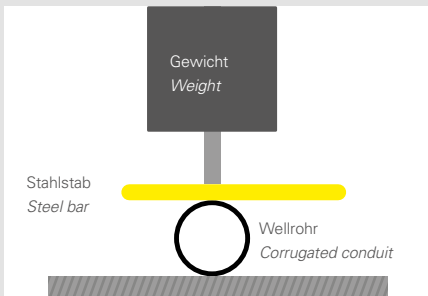 Gewicht
Weight
Stahlstab
Steel bar
Wellrohr
Corrugated conduit